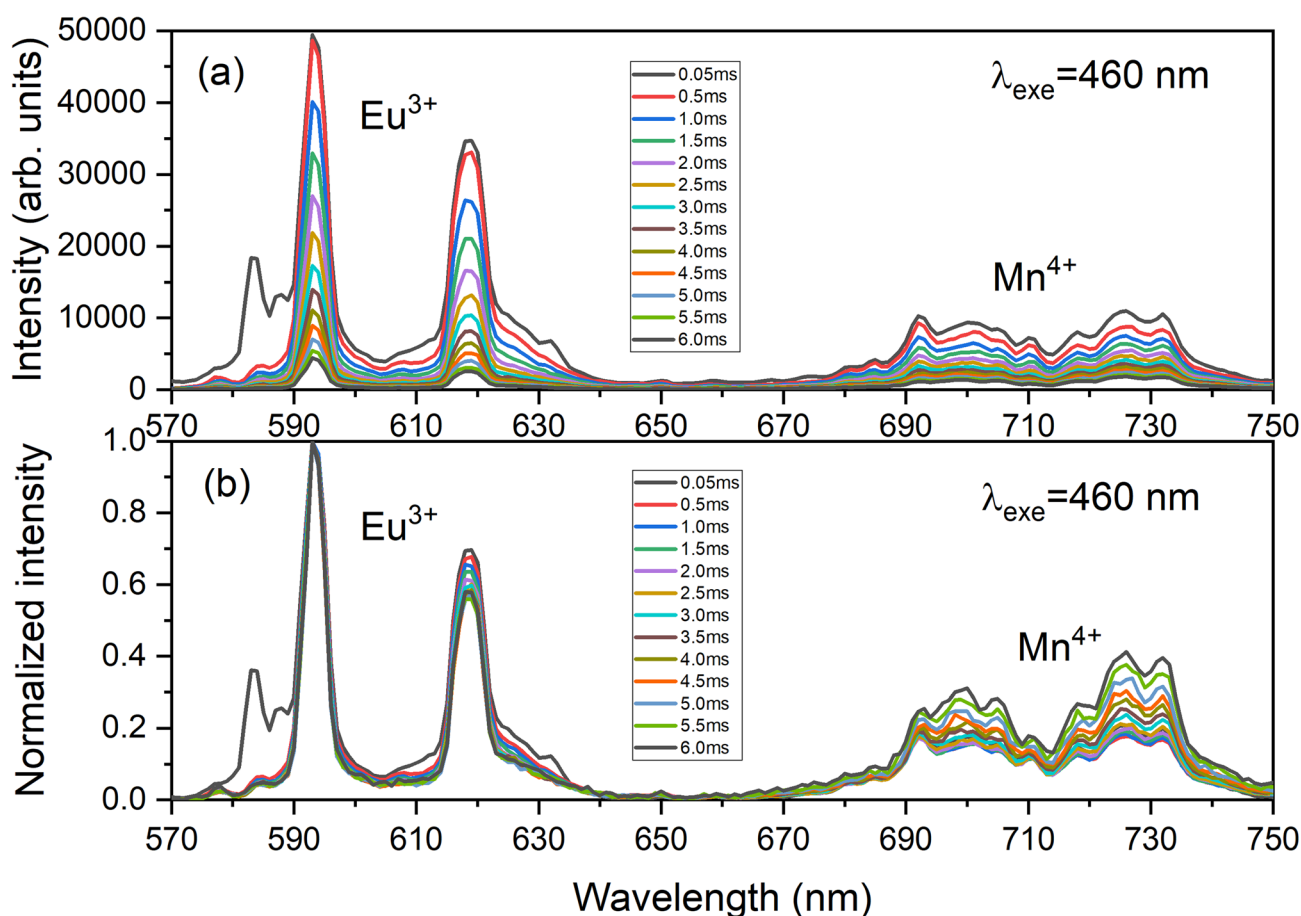 (a)
Eu³⁺
λexe=460 nm
Mn⁴⁺
0.05ms
0.5ms
1.0ms
1.5ms
2.0ms
2.5ms
3.0ms
3.5ms
4.0ms
4.5ms
5.0ms
5.5ms
6.0ms
Intensity (arb. units)
50000
40000
30000
20000
10000
0
570 590 610 630 650 670 690 710 730 750
(b)
Eu³⁺
λexe=460 nm
Mn⁴⁺
0.05ms
0.5ms
1.0ms
1.5ms
2.0ms
2.5ms
3.0ms
3.5ms
4.0ms
4.5ms
5.0ms
5.5ms
6.0ms
Normalized intensity
1.0
0.8
0.6
0.4
0.2
0.0
570 590 610 630 650 670 690 710 730 750
Wavelength (nm)